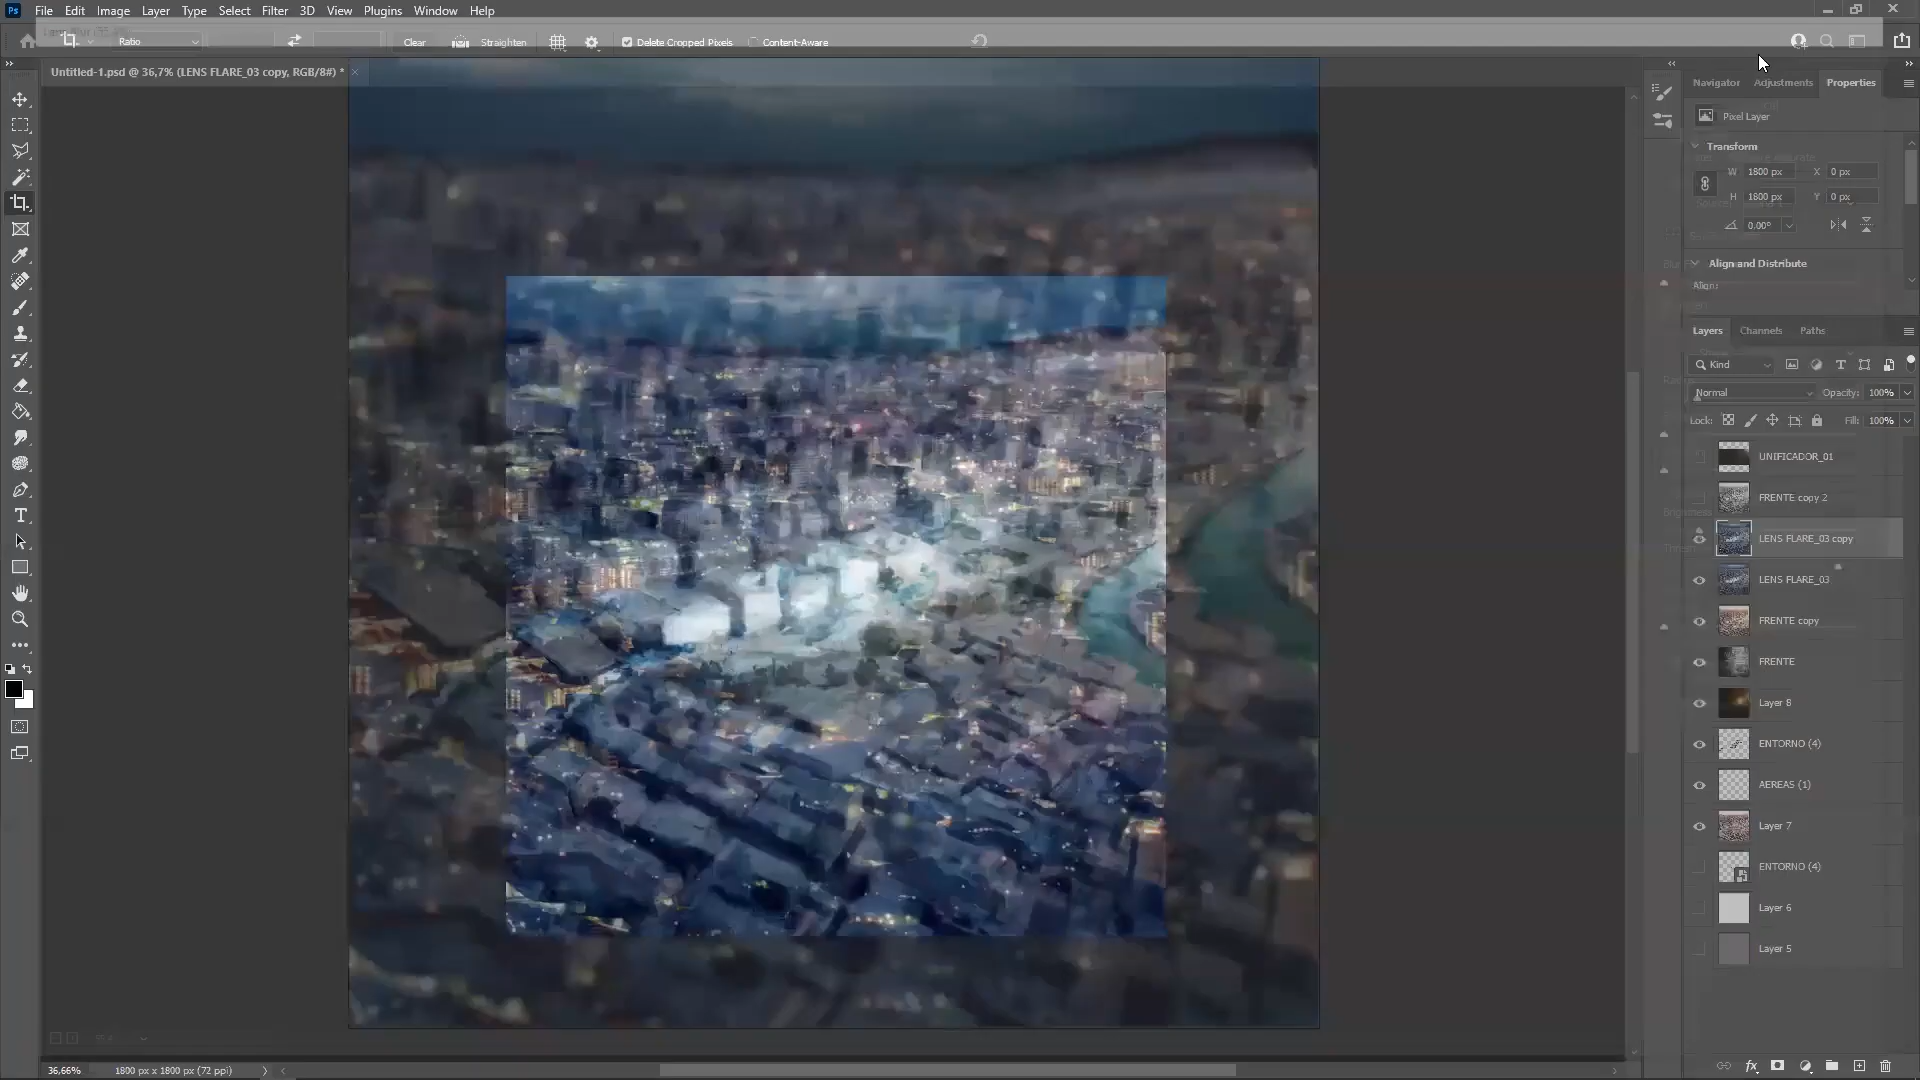 Ps File Edit Image Layer Type Select Filter 3D View Plugins Window Help
Ratio Clear Straighten Delete Cropped Pixels Content-Aware
Untitled-1.psd @ 36,7% (LENS FLARE_03 copy, RGB/8#) *
Navigator Adjustments Properties
Pixel Layer
Transform
W 1800 px X 0 px
H 1800 px Y 0 px
0.00°
Align and Distribute
Align:
Layers Channels Paths
Kind
Normal Opacity: 100%
Lock: Fill: 100%
UNIFICADOR_01
FRENTE copy 2
LENS FLARE_03 copy
LENS FLARE_03
FRENTE copy
FRENTE
Layer 8
ENTORNO (4)
AEREAS (1)
Layer 7
ENTORNO (4)
Layer 6
Layer 5
36,66% 1800 px x 1800 px (72 ppi)